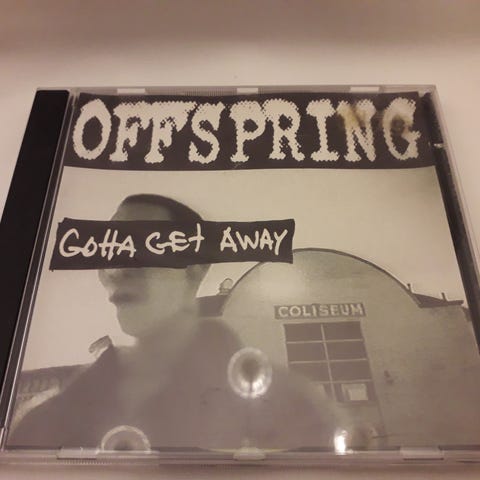 OFFSPRING
GOTTA GET AWAY
COLISEUM